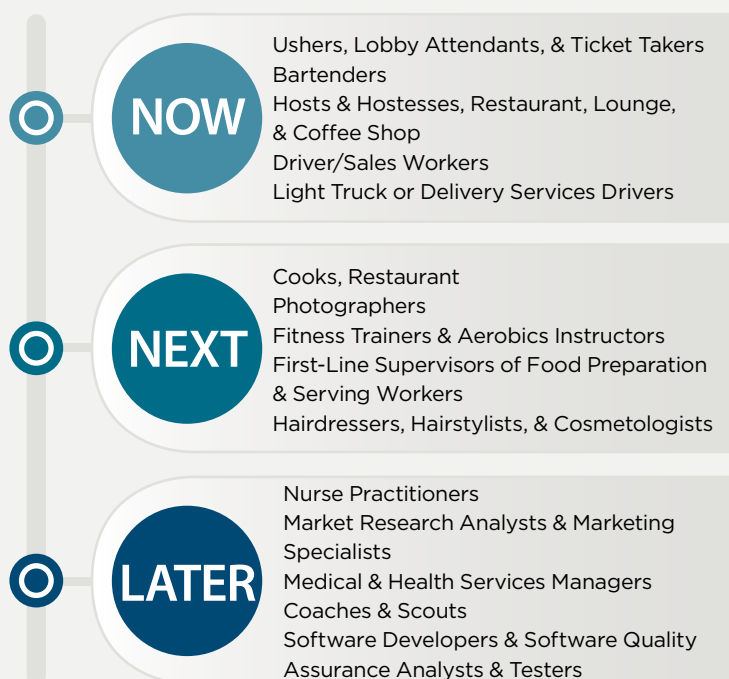 NOW
Ushers, Lobby Attendants, & Ticket Takers
Bartenders
Hosts & Hostesses, Restaurant, Lounge,
& Coffee Shop
Driver/Sales Workers
Light Truck or Delivery Services Drivers
NEXT
Cooks, Restaurant
Photographers
Fitness Trainers & Aerobics Instructors
First-Line Supervisors of Food Preparation
& Serving Workers
Hairdressers, Hairstylists, & Cosmetologists
LATER
Nurse Practitioners
Market Research Analysts & Marketing
Specialists
Medical & Health Services Managers
Coaches & Scouts
Software Developers & Software Quality
Assurance Analysts & Testers